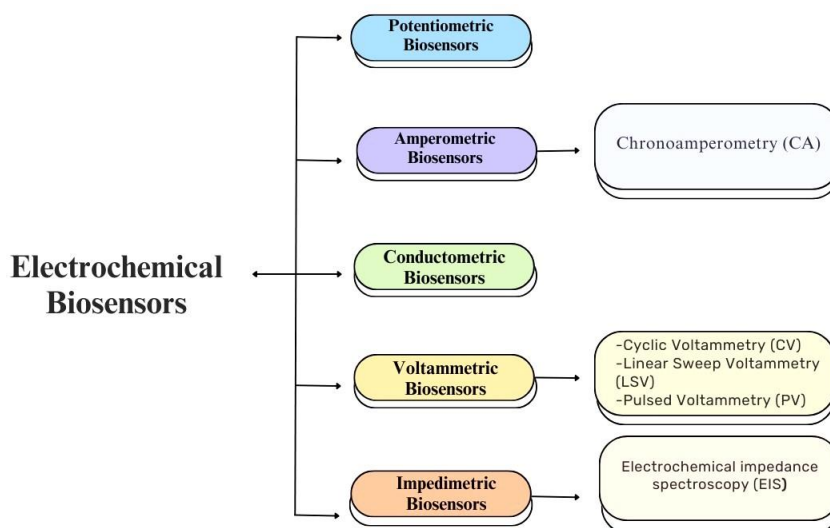 Potentiometric
Biosensors
Amperometric
Biosensors
Chronoamperometry (CA)
Electrochemical
Biosensors
Conductometric
Biosensors
Voltammetric
Biosensors
-Cyclic Voltammetry (CV)
-Linear Sweep Voltammetry
(LSV)
-Pulsed Voltammetry (PV)
Impedimetric
Biosensors
Electrochemical impedance
spectroscopy (EIS)